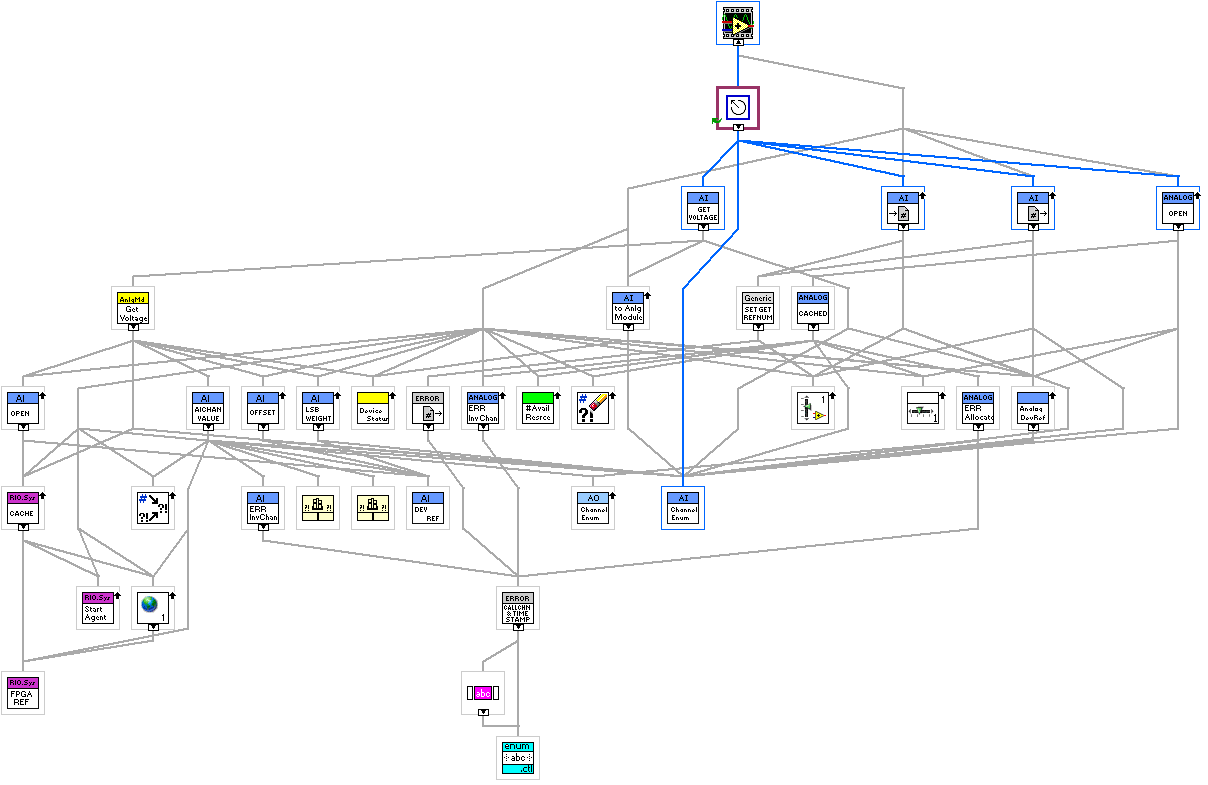 AI
GET
VOLTAGE
AI
#
AI
#
ANALOG
OPEN
AnlgMd
Get
Voltage
AI
to Anlg
Module
Generic
SET GET
REFNUM
ANALOG
CACHED
AI
OPEN
AI
AICHAN
VALUE
AI
OFFSET
AI
LSB
WEIGHT
Device
Status
ERROR
#
ANALOG
ERR
InvChan
#Avail
Resrce
#
?!
1
1
ANALOG
ERR
Allocate
Analog
DevRef
RIO.Sys
CACHE
#
?!
?!
AI
ERR
InvChan
?!
?!
?!
?!
AI
DEV
REF
AO
Channel
Enum
AI
Channel
Enum
RIO.Sys
Start
Agent
1
ERROR
CALLCHN
& TIME
STAMP
RIO.Sys
FPGA
REF
abc
enum
abc
.ctl